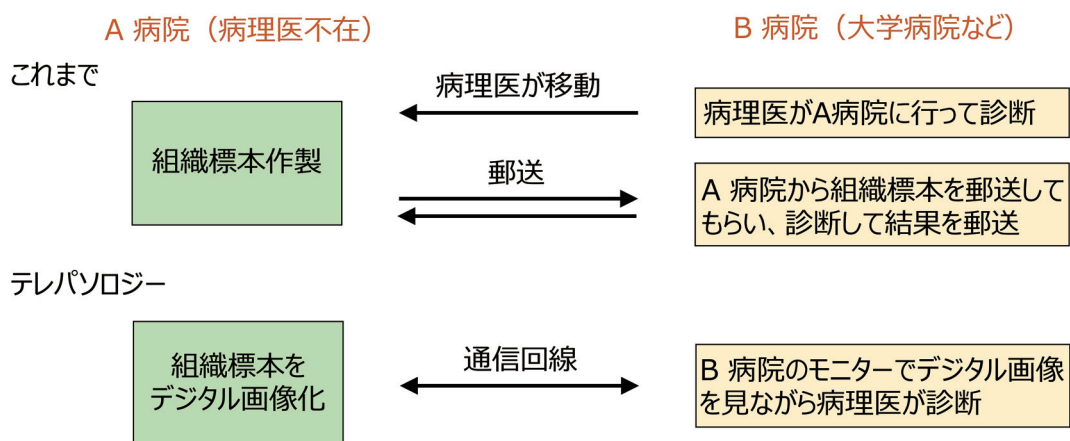 A 病院（病理医不在）
B 病院（大学病院など）
これまで
組織標本作製
病理医が移動
病理医がA病院に行って診断
郵送
A 病院から組織標本を郵送して
もらい、診断して結果を郵送
テレパソロジー
組織標本を
デジタル画像化
通信回線
B 病院のモニターでデジタル画像
を見ながら病理医が診断